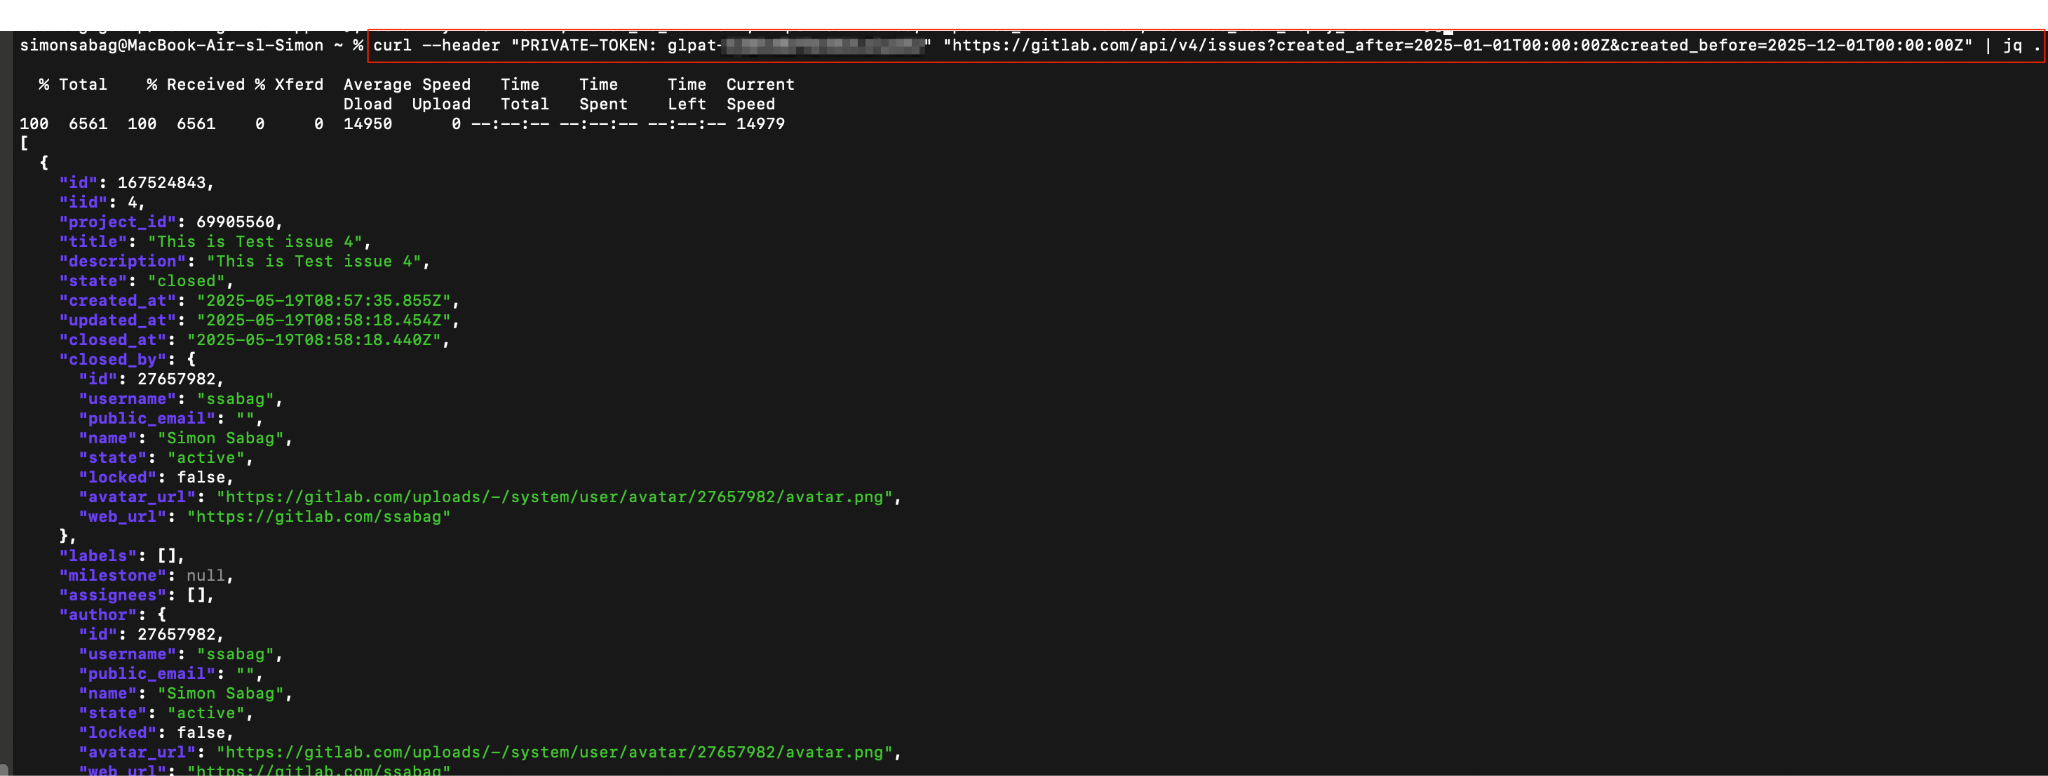 simonsabag@MacBook-Air-sl-Simon ~ % curl --header "PRIVATE-TOKEN: glpat-" "https://gitlab.com/api/v4/issues?created_after=2025-01-01T00:00:00Z&created_before=2025-12-01T00:00:00Z" | jq .
% Total % Received % Xferd Average Speed Time Time Time Current
Dload Upload Total Spent Left Speed
100 6561 100 6561 0 0 14950 0 --:--:-- --:--:-- --:--:-- 14979
[
{
"id": 167524843,
"iid": 4,
"project_id": 69905560,
"title": "This is Test issue 4",
"description": "This is Test issue 4",
"state": "closed",
"created_at": "2025-05-19T08:57:35.855Z",
"updated_at": "2025-05-19T08:58:18.454Z",
"closed_at": "2025-05-19T08:58:18.440Z",
"closed_by": {
"id": 27657982,
"username": "ssabag",
"public_email": "",
"name": "Simon Sabag",
"state": "active",
"locked": false,
"avatar_url": "https://gitlab.com/uploads/-/system/user/avatar/27657982/avatar.png",
"web_url": "https://gitlab.com/ssabag"
},
"labels": [],
"milestone": null,
"assignees": [],
"author": {
"id": 27657982,
"username": "ssabag",
"public_email": "",
"name": "Simon Sabag",
"state": "active",
"locked": false,
"avatar_url": "https://gitlab.com/uploads/-/system/user/avatar/27657982/avatar.png",
"web_url": "https://gitlab.com/ssabag"